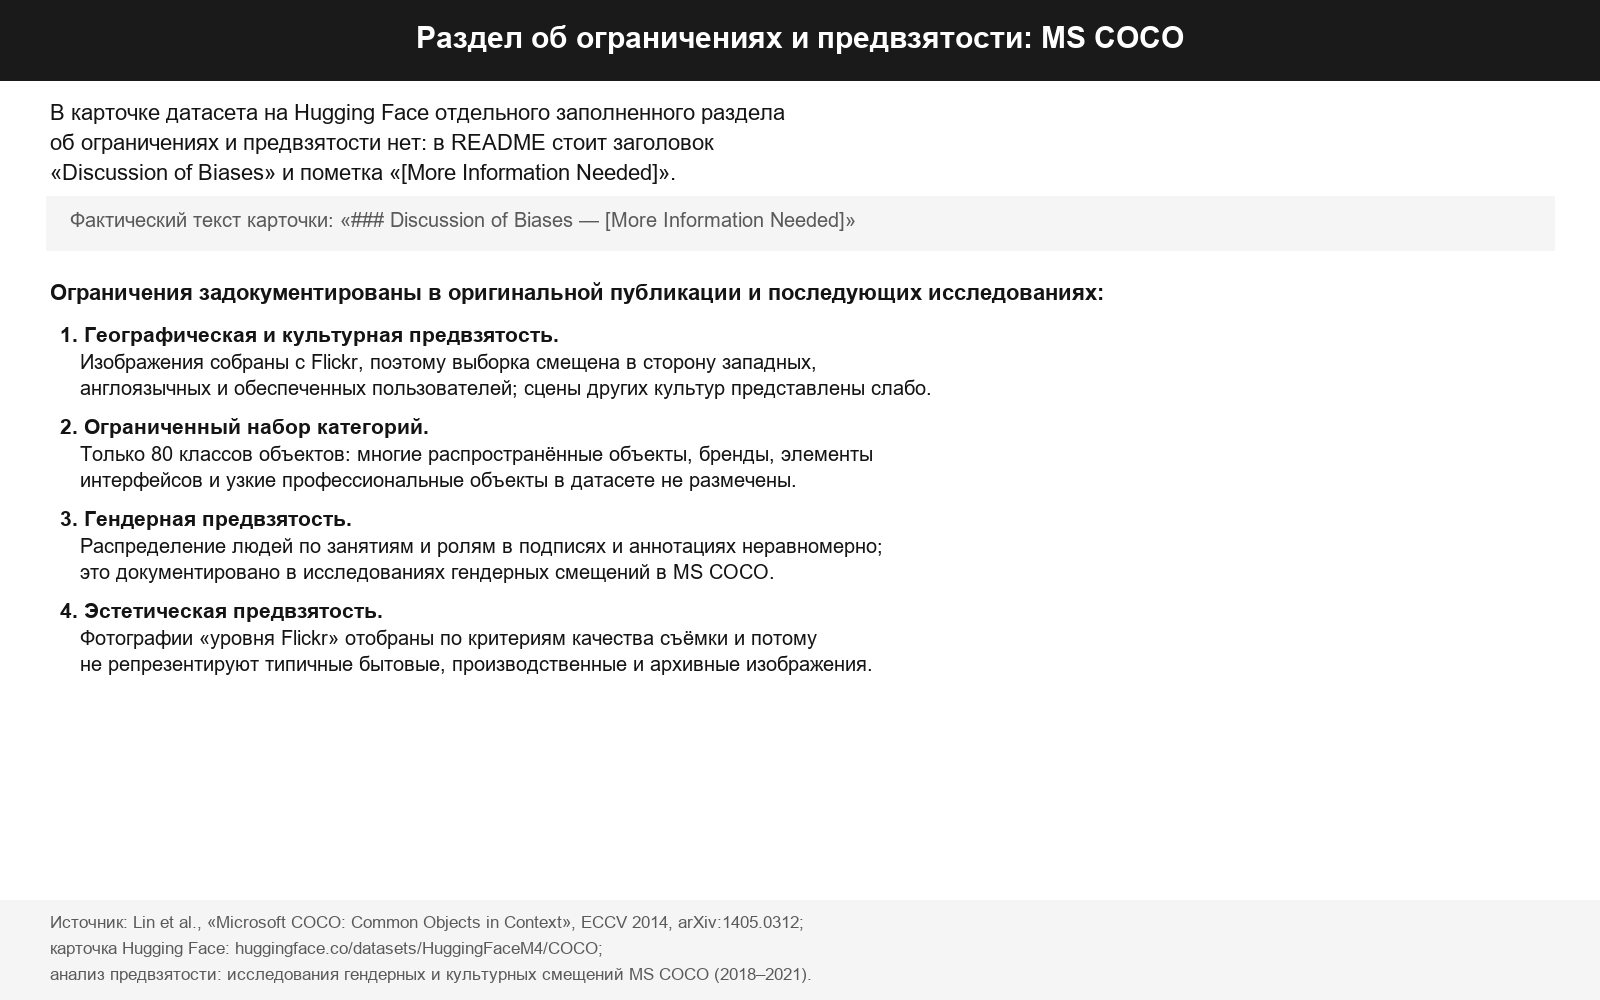 Раздел об ограничениях и предвзятости: MS COCO
В карточке датасета на Hugging Face отдельного заполненного раздела
об ограничениях и предвзятости нет: в README стоит заголовок
«Discussion of Biases» и пометка «[More Information Needed]».
Фактический текст карточки: «### Discussion of Biases — [More Information Needed]»
Ограничения задокументированы в оригинальной публикации и последующих исследованиях:
1. Географическая и культурная предвзятость.
Изображения собраны с Flickr, поэтому выборка смещена в сторону западных,
англоязычных и обеспеченных пользователей; сцены других культур представлены слабо.
2. Ограниченный набор категорий.
Только 80 классов объектов: многие распространённые объекты, бренды, элементы
интерфейсов и узкие профессиональные объекты в датасете не размечены.
3. Гендерная предвзятость.
Распределение людей по занятиям и ролям в подписях и аннотациях неравномерно;
это документировано в исследованиях гендерных смещений в MS COCO.
4. Эстетическая предвзятость.
Фотографии «уровня Flickr» отобраны по критериям качества съёмки и потому
не репрезентируют типичные бытовые, производственные и архивные изображения.
Источник: Lin et al., «Microsoft COCO: Common Objects in Context», ECCV 2014, arXiv:1405.0312;
карточка Hugging Face: huggingface.co/datasets/HuggingFaceM4/COCO;
анализ предвзятости: исследования гендерных и культурных смещений MS COCO (2018–2021).